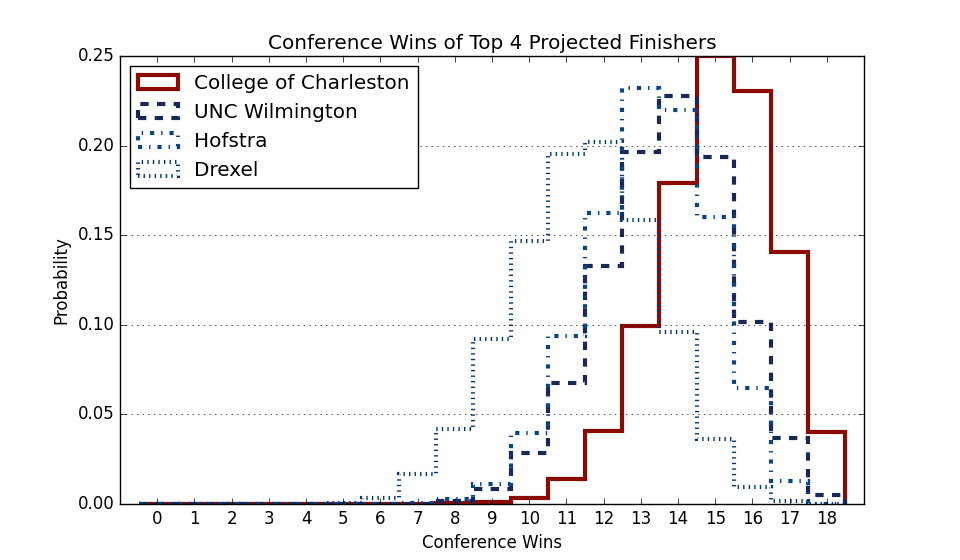 Conference Wins of Top 4 Projected Finishers
College of Charleston
UNC Wilmington
Hofstra
Drexel
Probability
0.25
0.20
0.15
0.10
0.05
0.00
0 1 2 3 4 5 6 7 8 9 10 11 12 13 14 15 16 17 18
Conference Wins